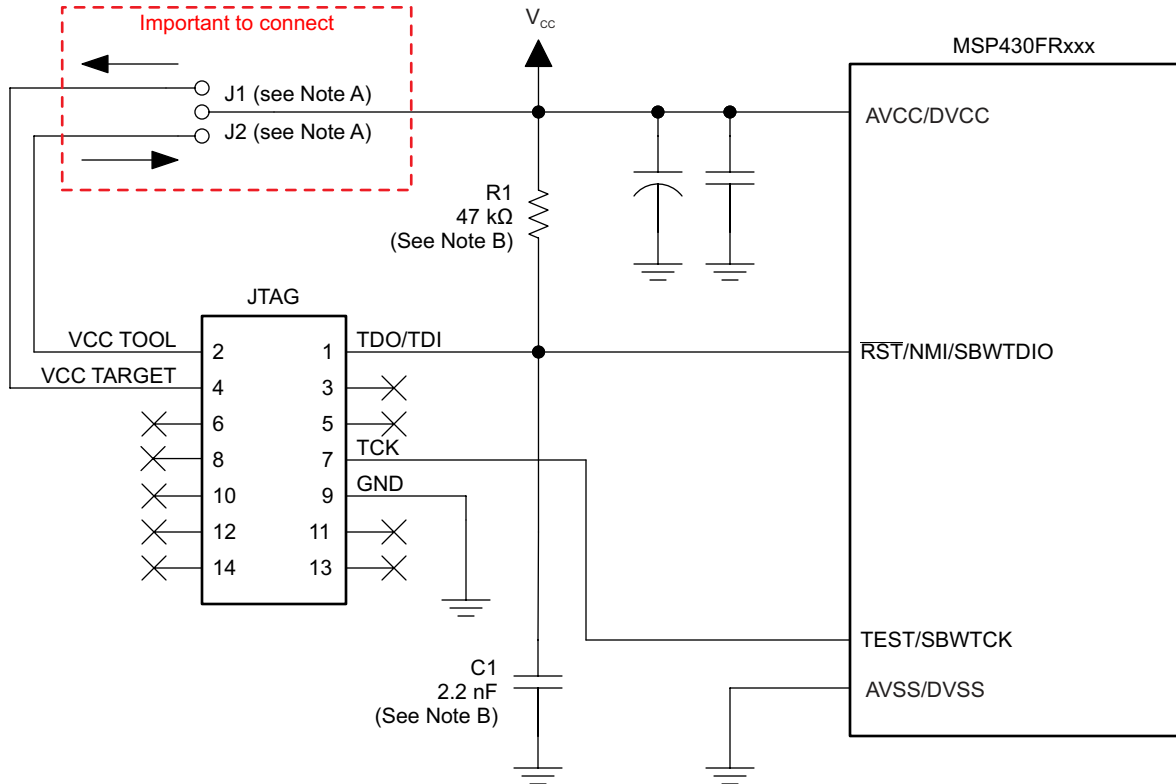 Important to connect
VCC
MSP430FRxxx
J1 (see Note A)
J2 (see Note A)
AVCC/DVCC
R1
47 kΩ
(See Note B)
JTAG
VCC TOOL
2
1
TDO/TDI
RST/NMI/SBWTDIO
VCC TARGET
4
3
6
5
8
7
TCK
10
9
GND
12
11
14
13
TEST/SBWTCK
C1
2.2 nF
(See Note B)
AVSS/DVSS